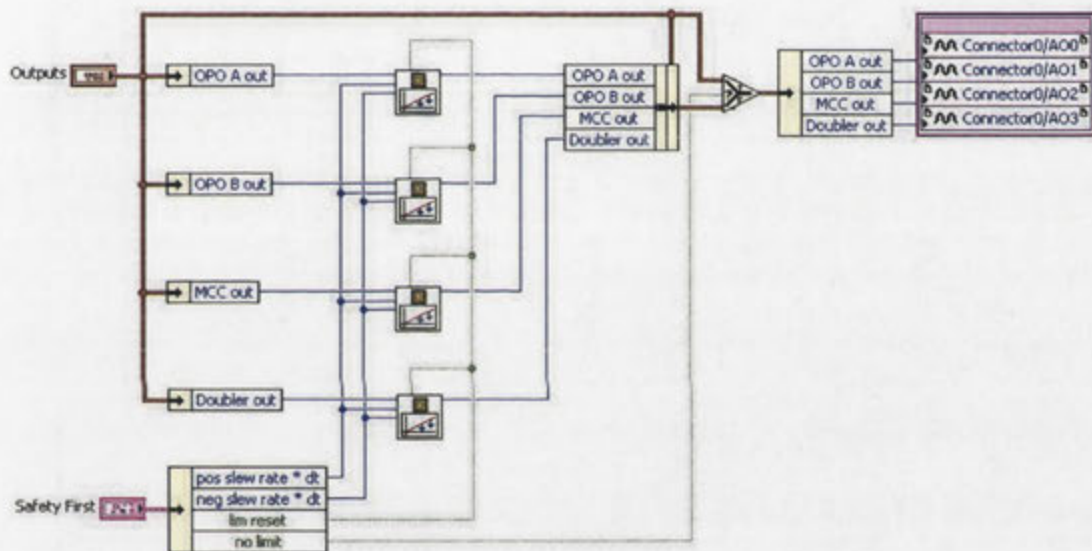 Outputs
OPO A out
OPO B out
MCC out
Doubler out
Safety First
pos slew rate * dt
neg slew rate * dt
lim reset
no limit
OPO A out
OPO B out
MCC out
Doubler out
OPO A out
OPO B out
MCC out
Doubler out
Connector0/AO0
Connector0/AO1
Connector0/AO2
Connector0/AO3